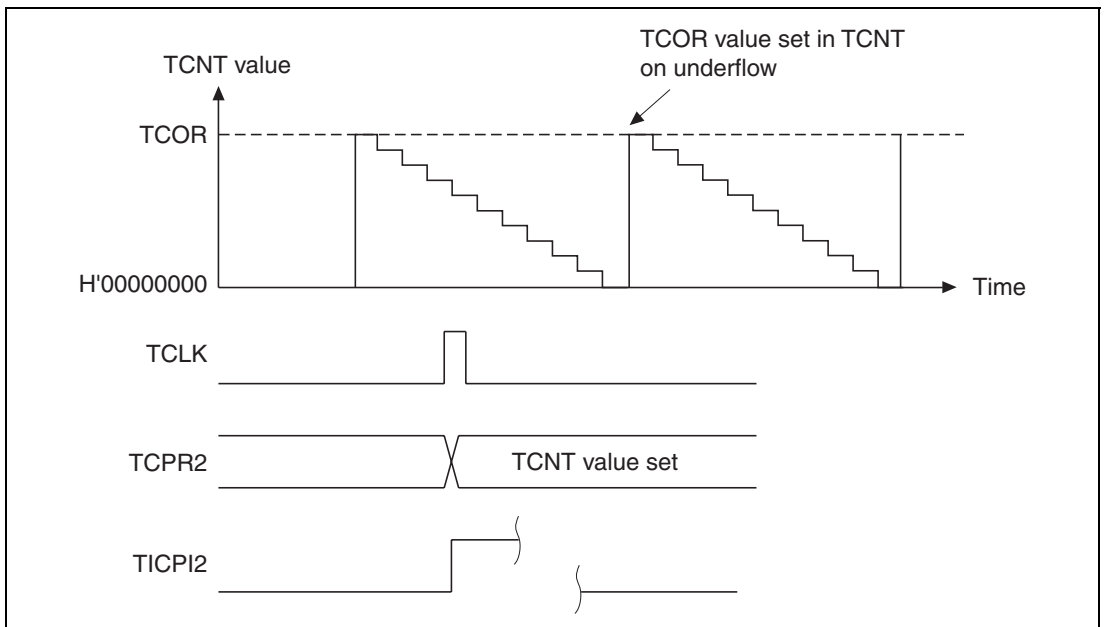 TCOR value set in TCNT
on underflow
TCNT value
TCOR
H'00000000
Time
TCLK
TCPR2
TCNT value set
TICPI2